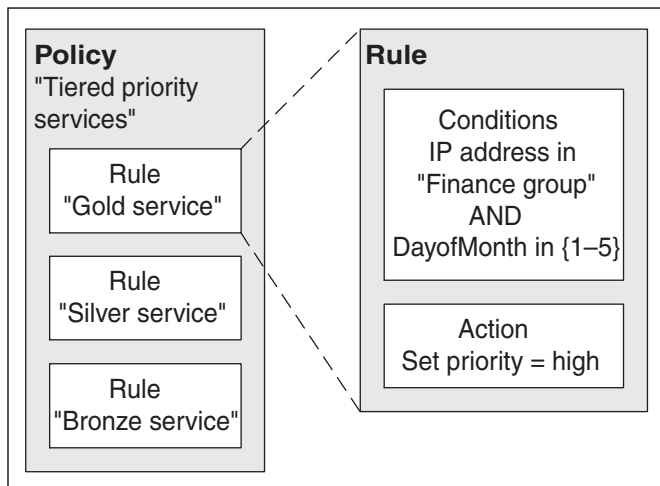 Policy
"Tiered priority
services"
Rule
"Gold service"
Rule
"Silver service"
Rule
"Bronze service"
Rule
Conditions
IP address in
"Finance group"
AND
DayofMonth in {1–5}
Action
Set priority = high